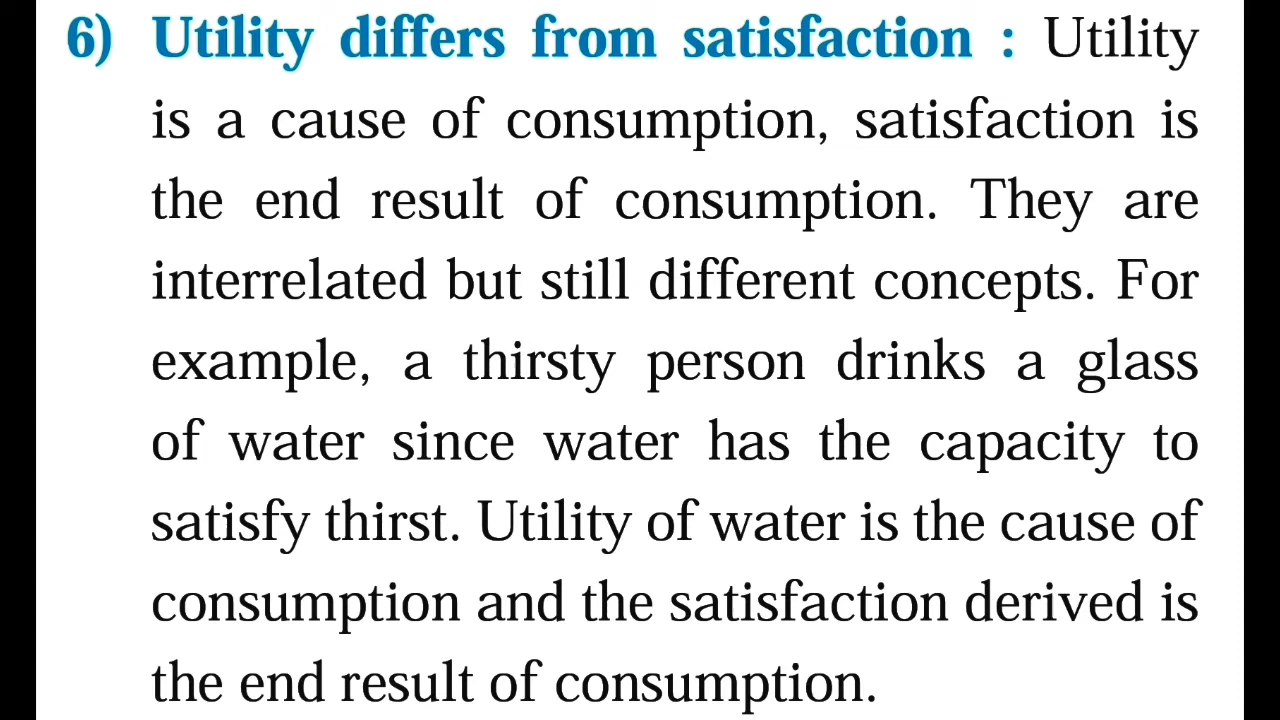 6) Utility differs from satisfaction : Utility
is a cause of consumption, satisfaction is
the end result of consumption. They are
interrelated but still different concepts. For
example, a thirsty person drinks a glass
of water since water has the capacity to
satisfy thirst. Utility of water is the cause of
consumption and the satisfaction derived is
the end result of consumption.